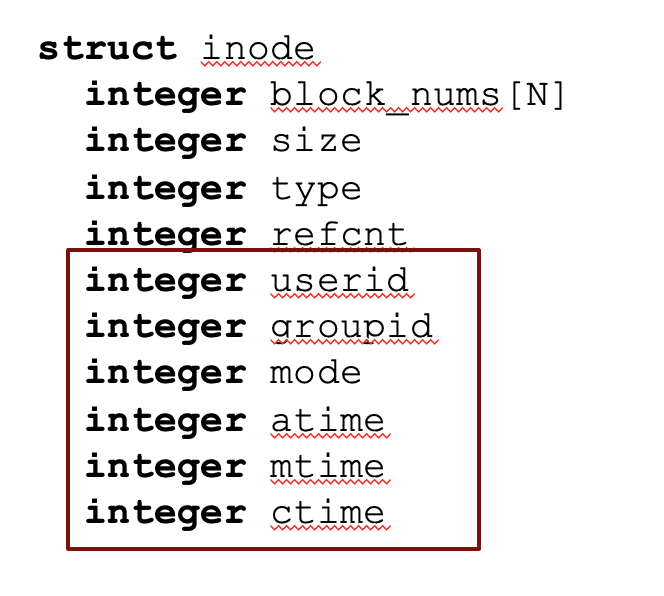 struct inode
integer block_nums[N]
integer size
integer type
integer refcnt
integer userid
integer groupid
integer mode
integer atime
integer mtime
integer ctime